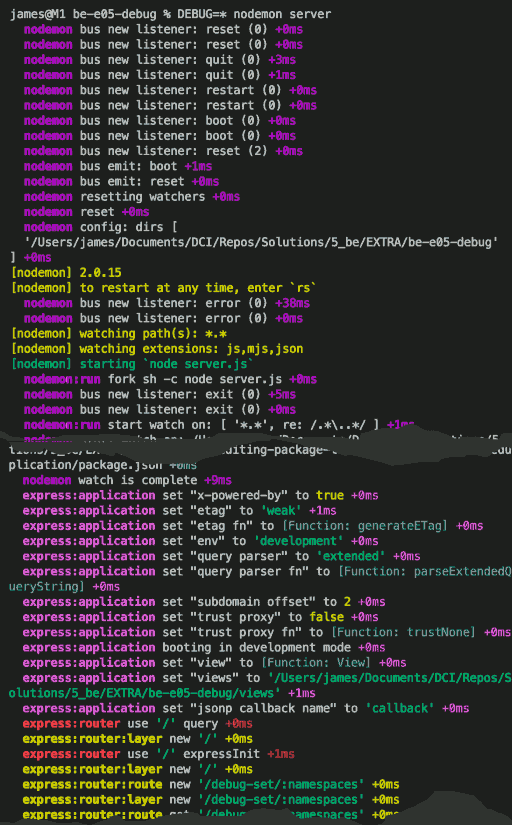 james@M1 be-e05-debug % DEBUG=* nodemon server
nodemon bus new listener: reset (0) +0ms
nodemon bus new listener: reset (0) +0ms
nodemon bus new listener: quit (0) +3ms
nodemon bus new listener: quit (0) +1ms
nodemon bus new listener: restart (0) +0ms
nodemon bus new listener: restart (0) +0ms
nodemon bus new listener: boot (0) +0ms
nodemon bus new listener: boot (0) +0ms
nodemon bus new listener: reset (2) +0ms
nodemon bus emit: boot +1ms
nodemon bus emit: reset +0ms
nodemon resetting watchers +0ms
nodemon reset +0ms
nodemon config: dirs [
'/Users/james/Documents/DCI/Repos/Solutions/5_be/EXTRA/be-e05-debug'
] +0ms
[nodemon] 2.0.15
[nodemon] to restart at any time, enter `rs`
nodemon bus new listener: error (0) +38ms
nodemon bus new listener: error (0) +0ms
[nodemon] watching path(s): *.*
[nodemon] watching extensions: js,mjs,json
[nodemon] starting `node server.js`
nodemon:run fork sh -c node server.js +0ms
nodemon bus new listener: exit (0) +5ms
nodemon bus new listener: exit (0) +0ms
nodemon:run start watch on: [ '*.*', re: /.*\..*/ ] +1ms
plication/package.json +0ms
nodemon watch is complete +9ms
express:application set "x-powered-by" to true +0ms
express:application set "etag" to 'weak' +1ms
express:application set "etag fn" to [Function: generateETag] +0ms
express:application set "env" to 'development' +0ms
express:application set "query parser" to 'extended' +0ms
express:application set "query parser fn" to [Function: parseExtendedQ
ueryString] +0ms
express:application set "subdomain offset" to 2 +0ms
express:application set "trust proxy" to false +0ms
express:application set "trust proxy fn" to [Function: trustNone] +0ms
express:application booting in development mode +0ms
express:application set "view" to [Function: View] +0ms
express:application set "views" to '/Users/james/Documents/DCI/Repos/S
olutions/5_be/EXTRA/be-e05-debug/views' +1ms
express:application set "jsonp callback name" to 'callback' +0ms
express:router use '/' query +0ms
express:router:layer new '/' +0ms
express:router use '/' expressInit +1ms
express:router:layer new '/' +0ms
express:router:route new '/debug-set/:namespaces' +0ms
express:router:layer new '/debug-set/:namespaces' +0ms
express:router:route get '/debug-set/:namespaces' +0ms